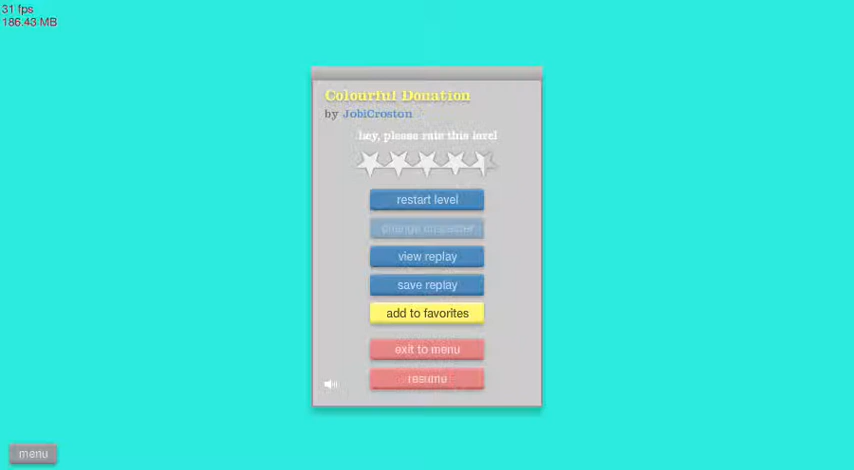 31 fps
186.43 MB
Colourful Donation
by JobiCroston
hey, please rate this level
restart level
change character
view replay
save replay
add to favorites
exit to menu
resume
menu